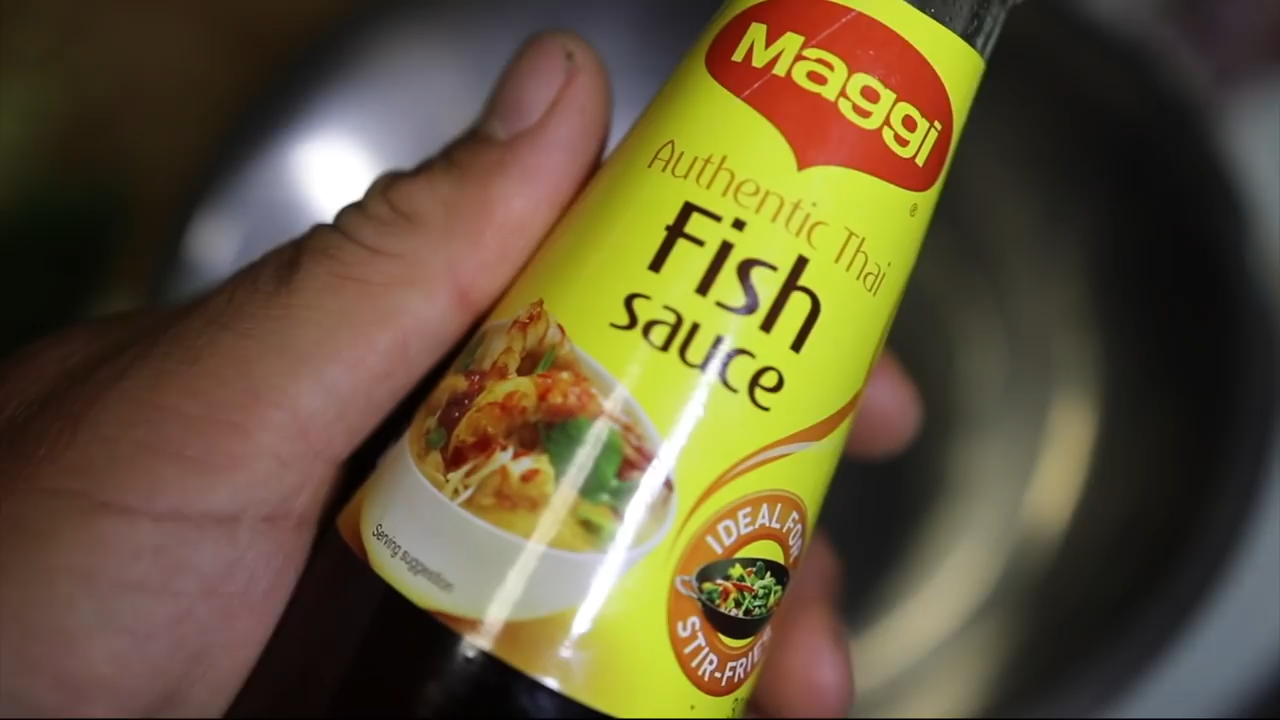 Maggi
®
Authentic Thai
Fish
sauce
Serving suggestion
IDEAL FOR
STIR-FRIES